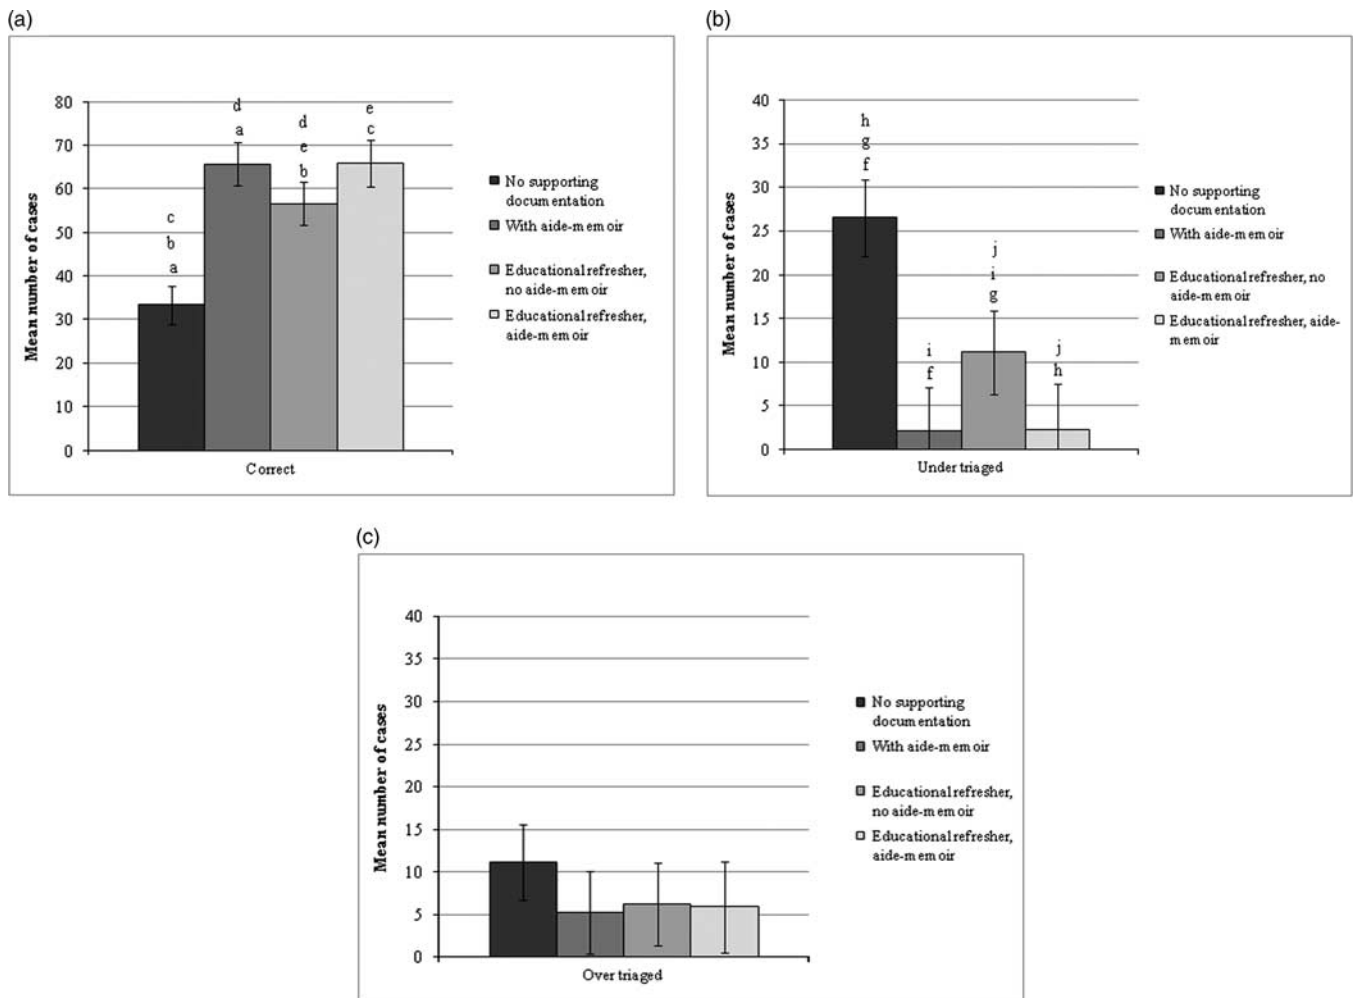 (a)
80
70
60
50
40
30
20
10
0
Mean number of cases
c
b
a
d
a
d
e
b
e
c
Correct
No supporting
documentation
With aide-memoir
Educational refresher,
no aide-memoir
Educational refresher,
aide-memoir
(b)
40
35
30
25
20
15
10
5
0
Mean number of cases
h
g
f
i
f
j
i
g
j
h
Under triaged
No supporting
documentation
With aide-memoir
Educational refresher, no
aide-memoir
Educational refresher, aide-
memoir
(c)
40
35
30
25
20
15
10
5
0
Mean number of cases
Over triaged
No supporting
documentation
With aide-memoir
Educational refresher,
no aide-memoir
Educational refresher,
aide-memoir